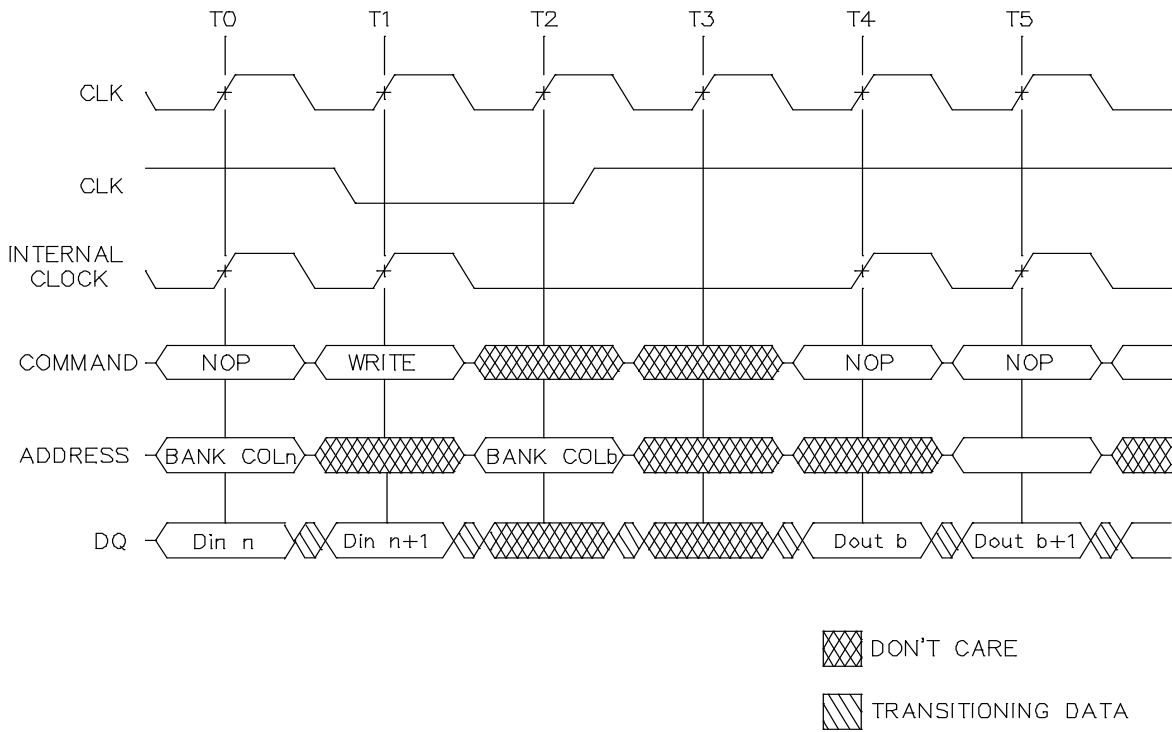 T0 T1 T2 T3 T4 T5
CLK
CLK
INTERNAL
CLOCK
COMMAND NOP WRITE NOP NOP
ADDRESS BANK COLn BANK COLb
DQ Din n Din n+1 Dout b Dout b+1
DON'T CARE
TRANSITIONING DATA